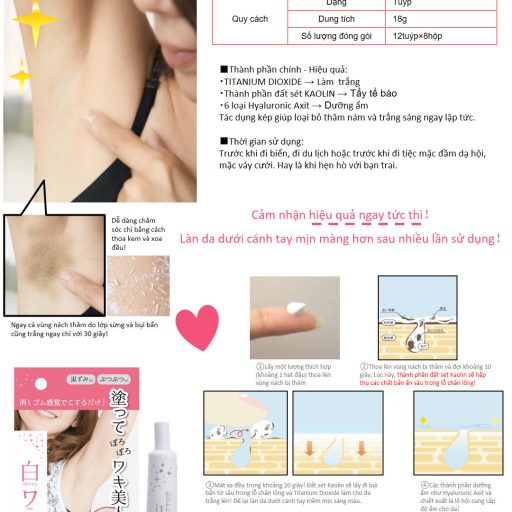 Dạng
1tuýp
Quy cách
Dung tích
18g
Số lượng đóng gói
12tuýp×8hộp
■Thành phần chính - Hiệu quả:
・TITANIUM DIOXIDE → Làm trắng
・Thành phần đất sét KAOLIN → Tẩy tế bào
・6 loại Hyaluronic Axit → Dưỡng ẩm
Tác dụng kép giúp loại bỏ thâm nám và trắng sáng ngay lập tức.
■Thời gian sử dụng:
Trước khi đi biển, đi du lịch hoặc trước khi đi tiệc mặc đầm dạ hội,
mặc váy cưới. Hay là khi hẹn hò với bạn trai.
Dễ dàng chăm
sóc chỉ bằng cách
thoa kem và xoa
đều!
Ngay cả vùng nách thâm do lớp sừng và bụi bẩn
cũng trắng ngay chỉ với 30 giây!
Cảm nhận hiệu quả ngay tức thì!
Làn da dưới cánh tay mịn màng hơn sau nhiều lần sử dụng!
①Lấy một lượng thích hợp
(khoảng 2 hạt đậu) thoa lên
vùng nách bị thâm
②Thoa lên vùng nách bị thâm và đợi khoảng 10
giây. Lúc này, thành phần đất sét Kaolin sẽ hấp
thụ các chất bẩn ẩn sâu trong lỗ chân lông!
③Mát xa đều trong khoảng 20 giây! Đất sét Kaolin sẽ lấy đi bụi
bẩn từ sâu trong lỗ chân lông và Titanium Dioxide làm cho da
trắng lên! Để lại làn da dưới cánh tay mềm mịn sáng màu.
④Các thành phần dưỡng
ẩm như Hyaluronic Axit và
chiết xuất lá lô hội cung cấp
độ ẩm cho da!
黒ずみ
ぶつぶつ
消しゴム感覚でこするだけ!
塗って
ぽろ
ぽろ
ワキ美人
白ワ